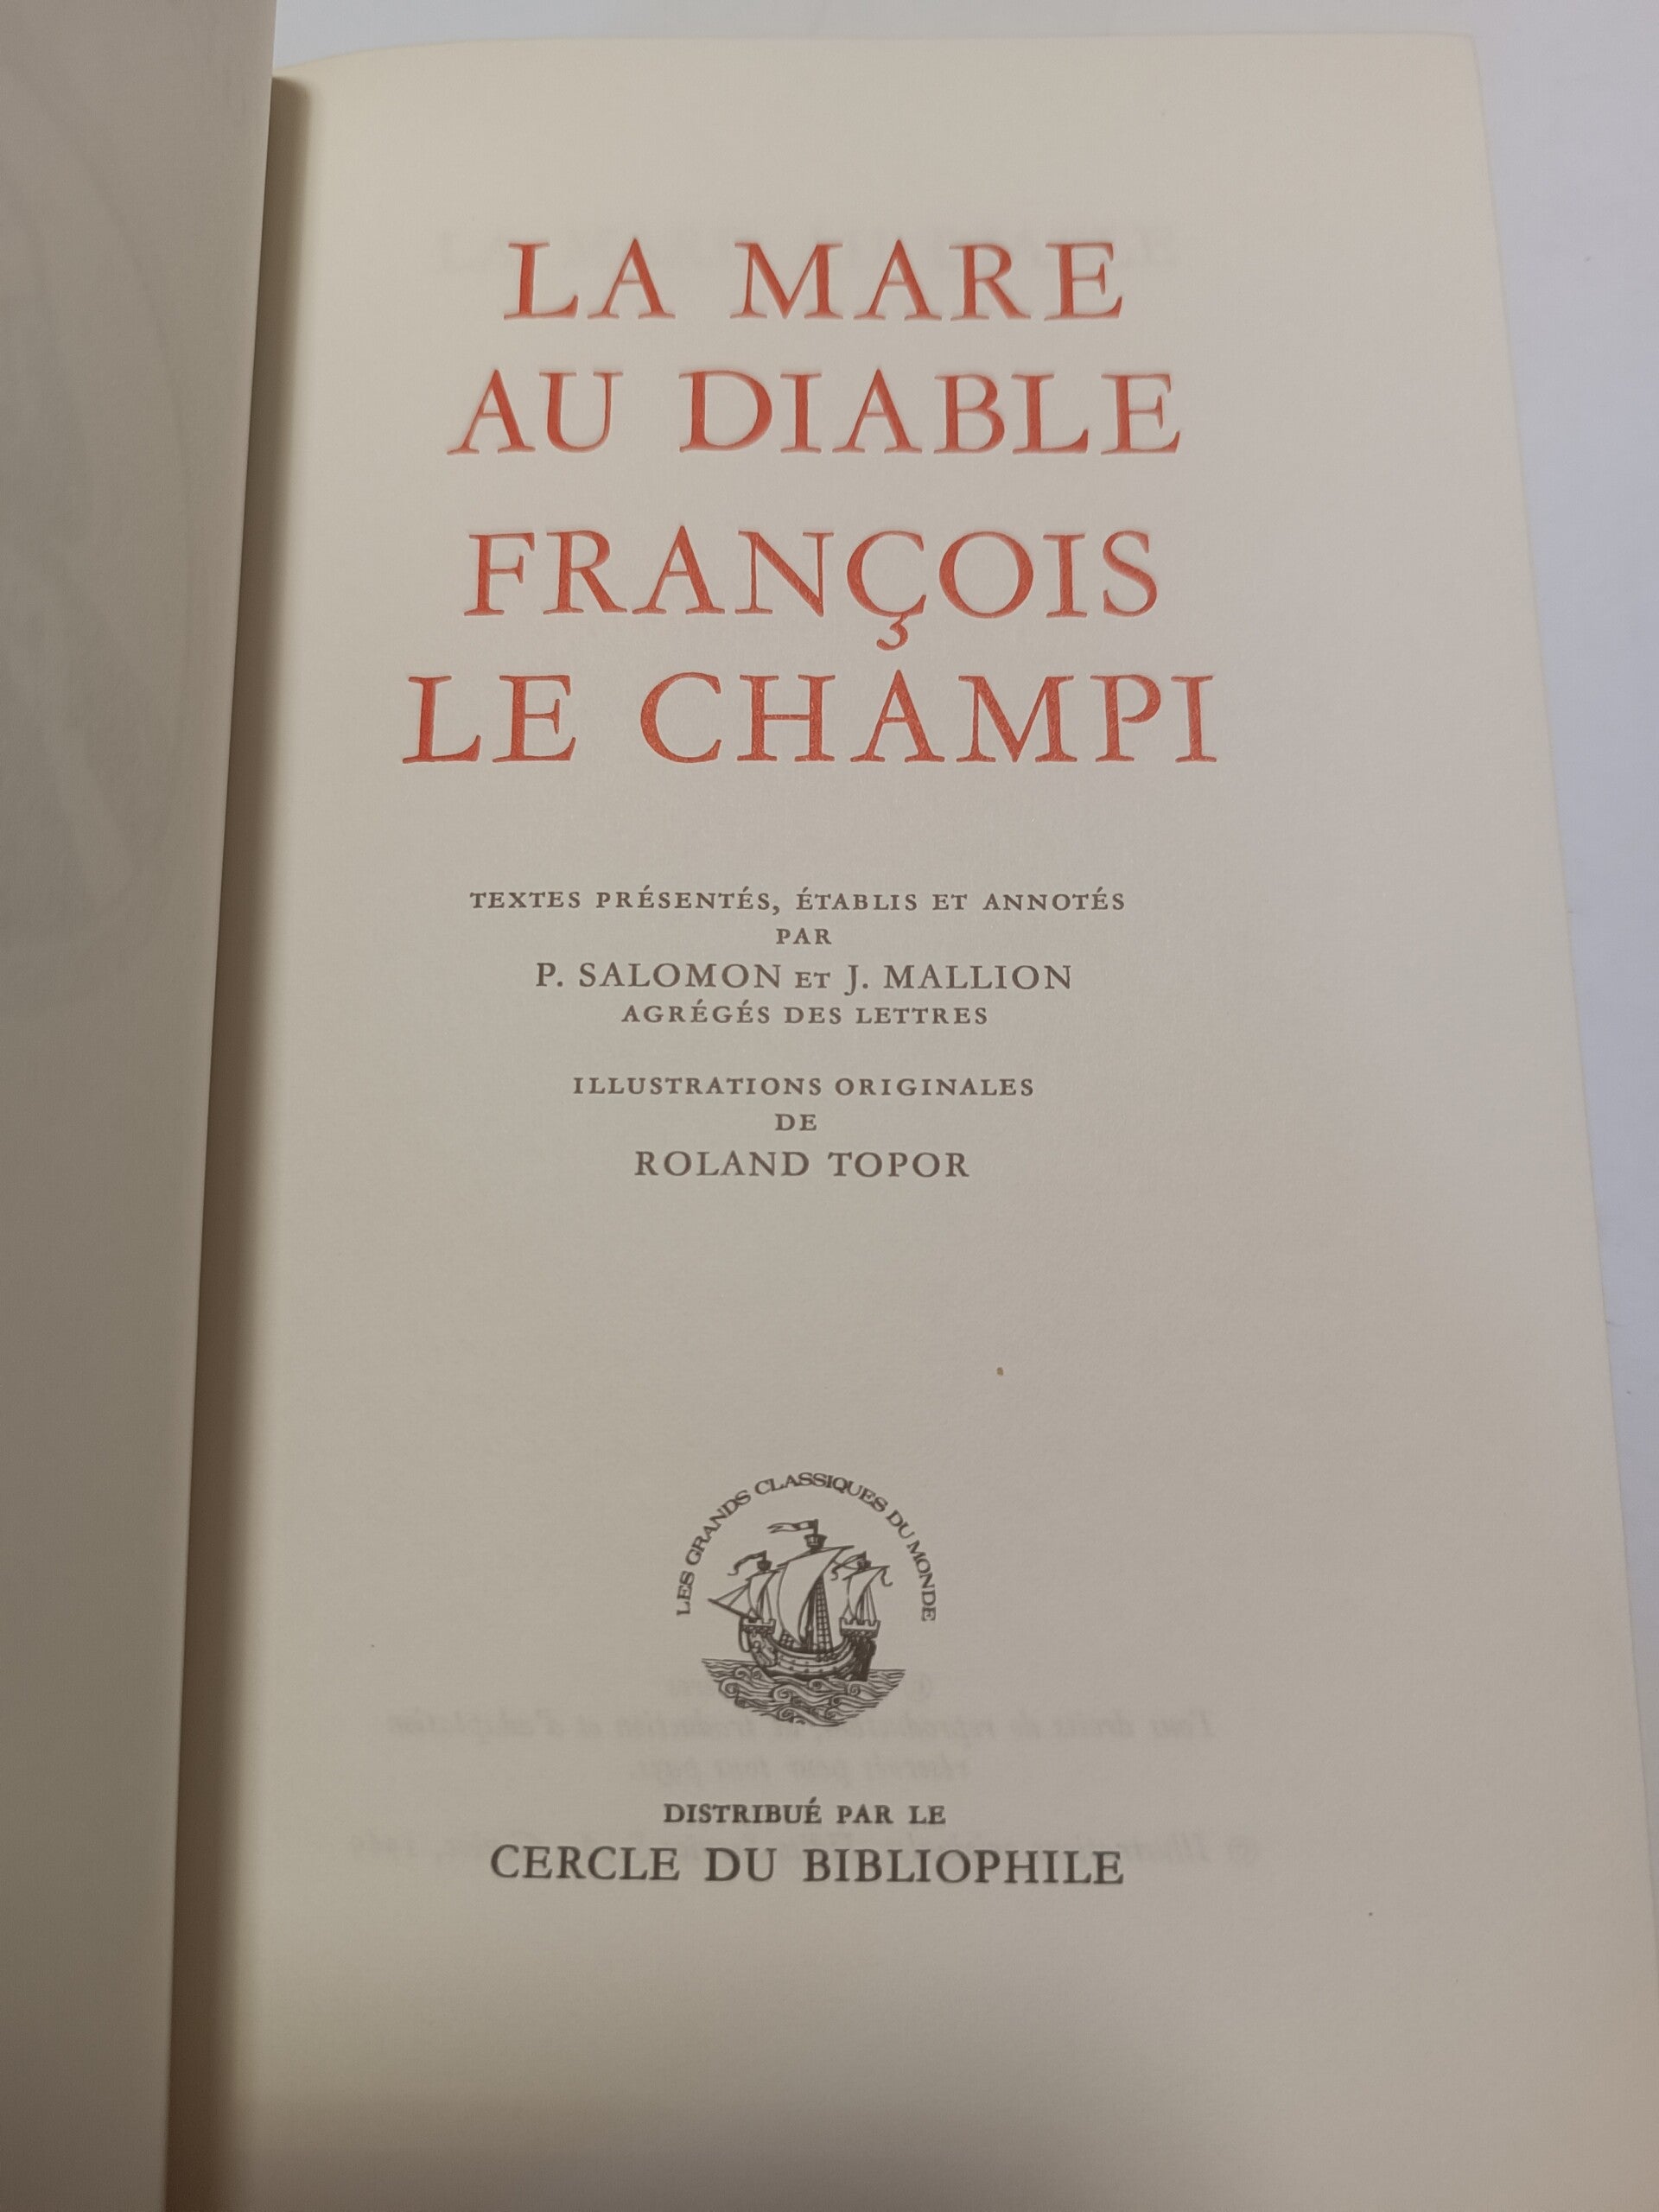 LA MARE
AU DIABLE
FRANÇOIS
LE CHAMPI
TEXTES PRÉSENTÉS, ÉTABLIS ET ANNOTÉS
PAR
P. SALOMON ET J. MALLION
AGRÉGÉS DES LETTRES
ILLUSTRATIONS ORIGINALES
DE
ROLAND TOPOR
LES GRANDS CLASSIQUES DU MONDE
DISTRIBUÉ PAR LE
CERCLE DU BIBLIOPHILE